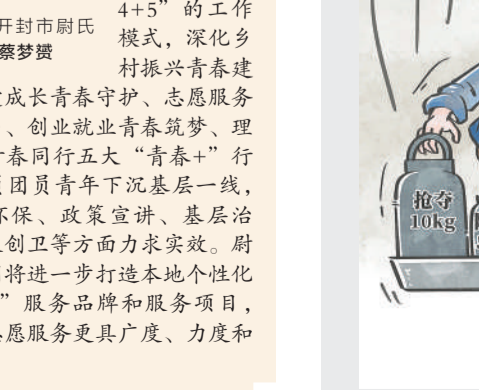 开封市尉氏
蔡梦赟
4+5”的工作
模式，深化乡
村振兴青春建
成长青春守护、志愿服务
、创业就业青春筑梦、理
春同行五大“青春+”行
团员青年下沉基层一线，
环保、政策宣讲、基层治
创卫等方面力求实效。尉
将进一步打造本地个性化
”服务品牌和服务项目，
愿服务更具广度、力度和
抢夺
10kg